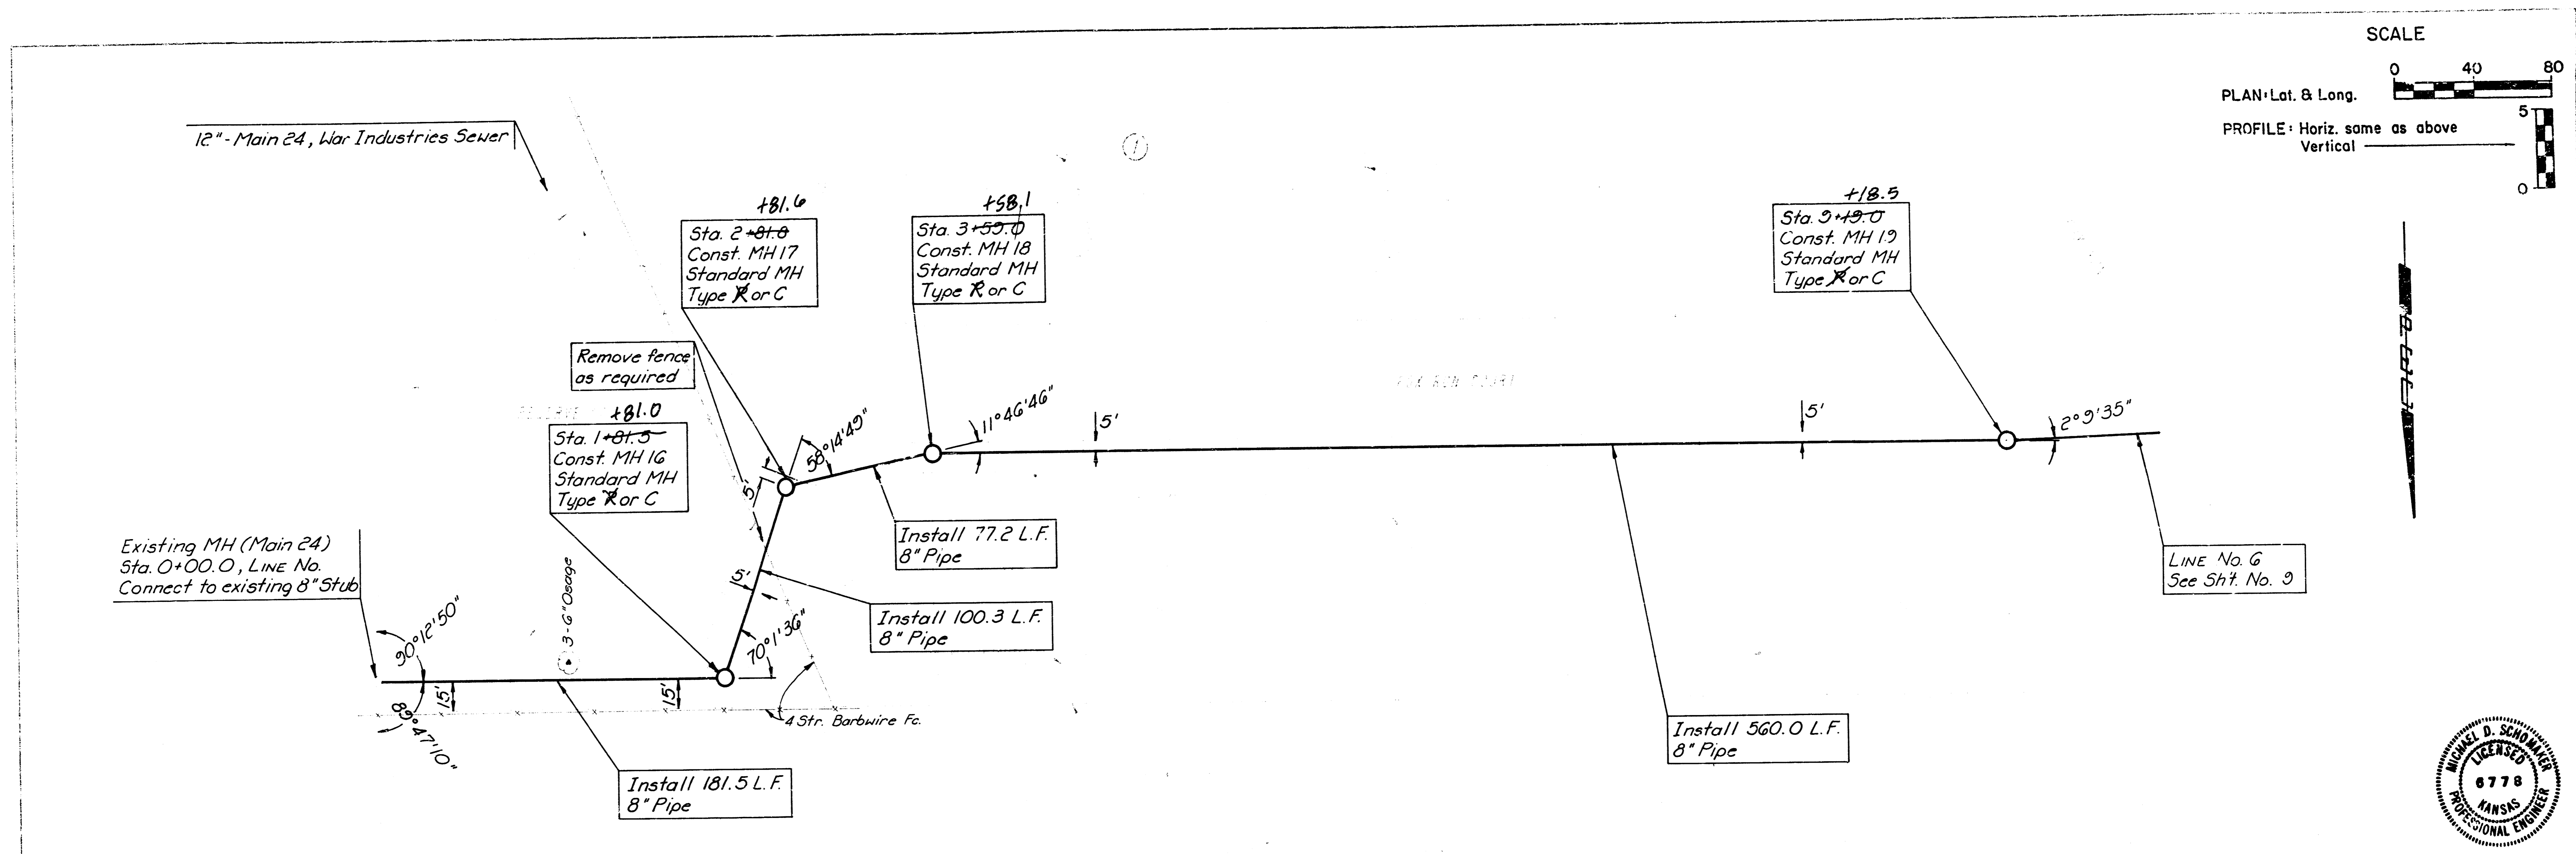 SCALE
0 40 80
PLAN: Lat. & Long.
5
PROFILE: Horiz. same as above
Vertical
0
12"- Main 24, War Industries Sewer
1
+81.6
Sta. 2+81.8
Const. MH 17
Standard MH
Type R or C
+58.1
Sta. 3+59.0
Const. MH 18
Standard MH
Type R or C
+18.5
Sta. 9+19.0
Const. MH 19
Standard MH
Type R or C
Remove fence
as required
RESERVE
+81.0
Sta. 1+81.5
Const. MH 16
Standard MH
Type R or C
FOX RUN COURT
58°14'49"
11°46'46"
5'
5'
2°9'35"
5'
5'
Install 77.2 L.F.
8" Pipe
Existing MH (Main 24)
Sta. 0+00.0, LINE No.
Connect to existing 8" Stub
3-6" Osage
LINE No. 6
See Sh't. No. 9
Install 100.3 L.F.
8" Pipe
90°12'50"
70°1'36"
15'
15'
89°47'10"
4 Str. Barbwire Fc.
Install 560.0 L.F.
8" Pipe
Install 181.5 L.F.
8" Pipe
MICHAEL D. SCHOMAKER
LICENSED
6778
KANSAS
PROFESSIONAL ENGINEER